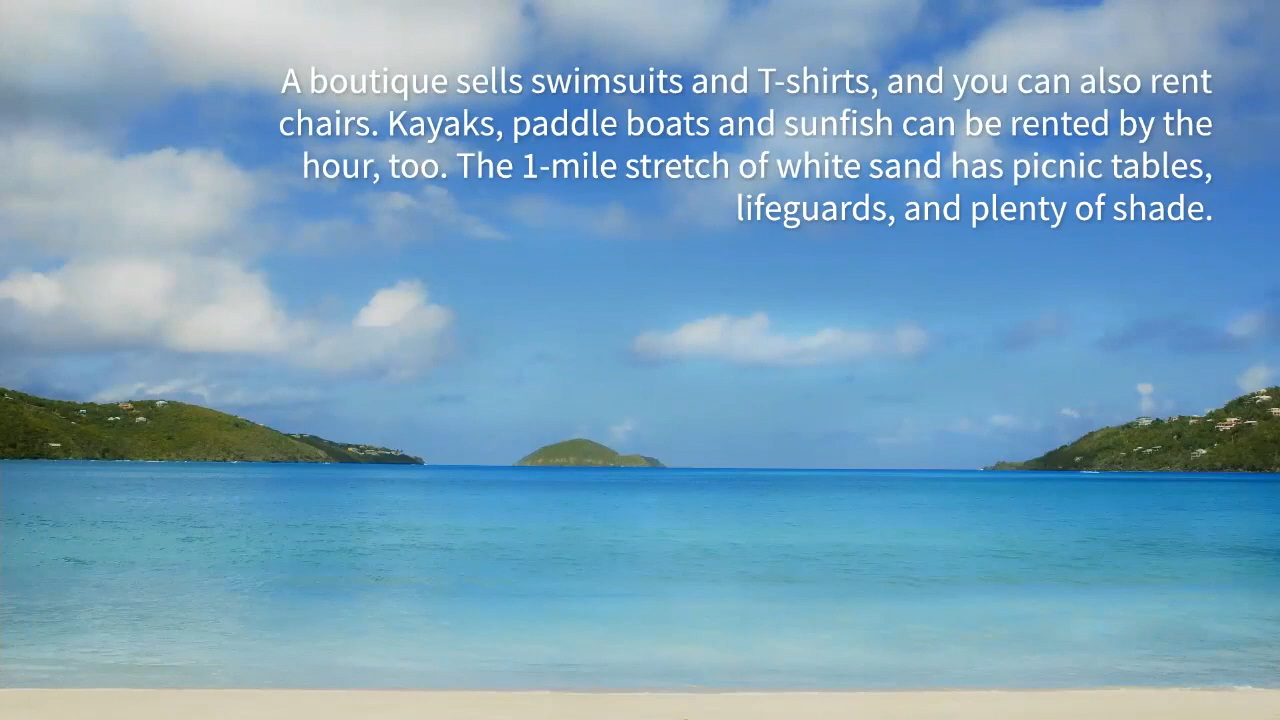 A boutique sells swimsuits and T-shirts, and you can also rent
chairs. Kayaks, paddle boats and sunfish can be rented by the
hour, too. The 1-mile stretch of white sand has picnic tables,
lifeguards, and plenty of shade.